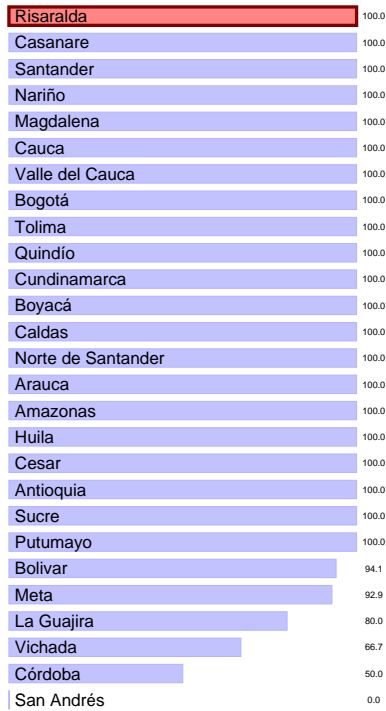 Risaralda 100.0
Casanare 100.0
Santander 100.0
Nariño 100.0
Magdalena 100.0
Cauca 100.0
Valle del Cauca 100.0
Bogotá 100.0
Tolima 100.0
Quindío 100.0
Cundinamarca 100.0
Boyacá 100.0
Caldas 100.0
Norte de Santander 100.0
Arauca 100.0
Amazonas 100.0
Huila 100.0
Cesar 100.0
Antioquia 100.0
Sucre 100.0
Putumayo 100.0
Bolivar 94.1
Meta 92.9
La Guajira 80.0
Vichada 66.7
Córdoba 50.0
San Andrés 0.0